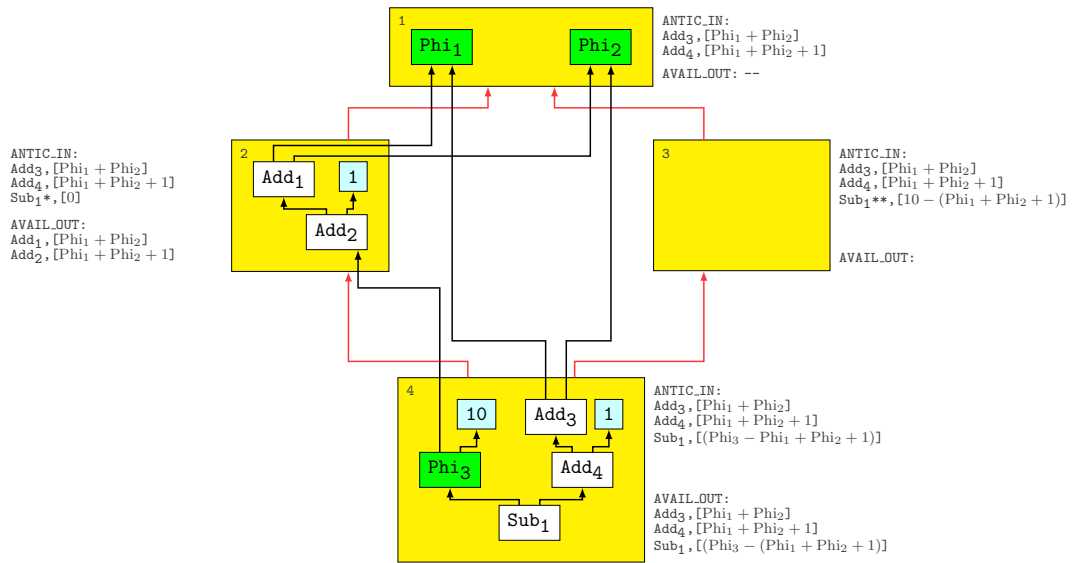 1
Phi1
Phi2
ANTIC_IN:
Add3,[Phi1 + Phi2]
Add4,[Phi1 + Phi2 + 1]
AVAIL_OUT: --
ANTIC_IN:
Add3,[Phi1 + Phi2]
Add4,[Phi1 + Phi2 + 1]
Sub1*,[0]
AVAIL_OUT:
Add1,[Phi1 + Phi2]
Add2,[Phi1 + Phi2 + 1]
2
Add1
1
Add2
3
ANTIC_IN:
Add3,[Phi1 + Phi2]
Add4,[Phi1 + Phi2 + 1]
Sub1**,[10 − (Phi1 + Phi2 + 1)]
AVAIL_OUT:
4
10
Add3
1
Phi3
Add4
Sub1
ANTIC_IN:
Add3,[Phi1 + Phi2]
Add4,[Phi1 + Phi2 + 1]
Sub1,[(Phi3 − Phi1 + Phi2 + 1)]
AVAIL_OUT:
Add3,[Phi1 + Phi2]
Add4,[Phi1 + Phi2 + 1]
Sub1,[(Phi3 − (Phi1 + Phi2 + 1)]